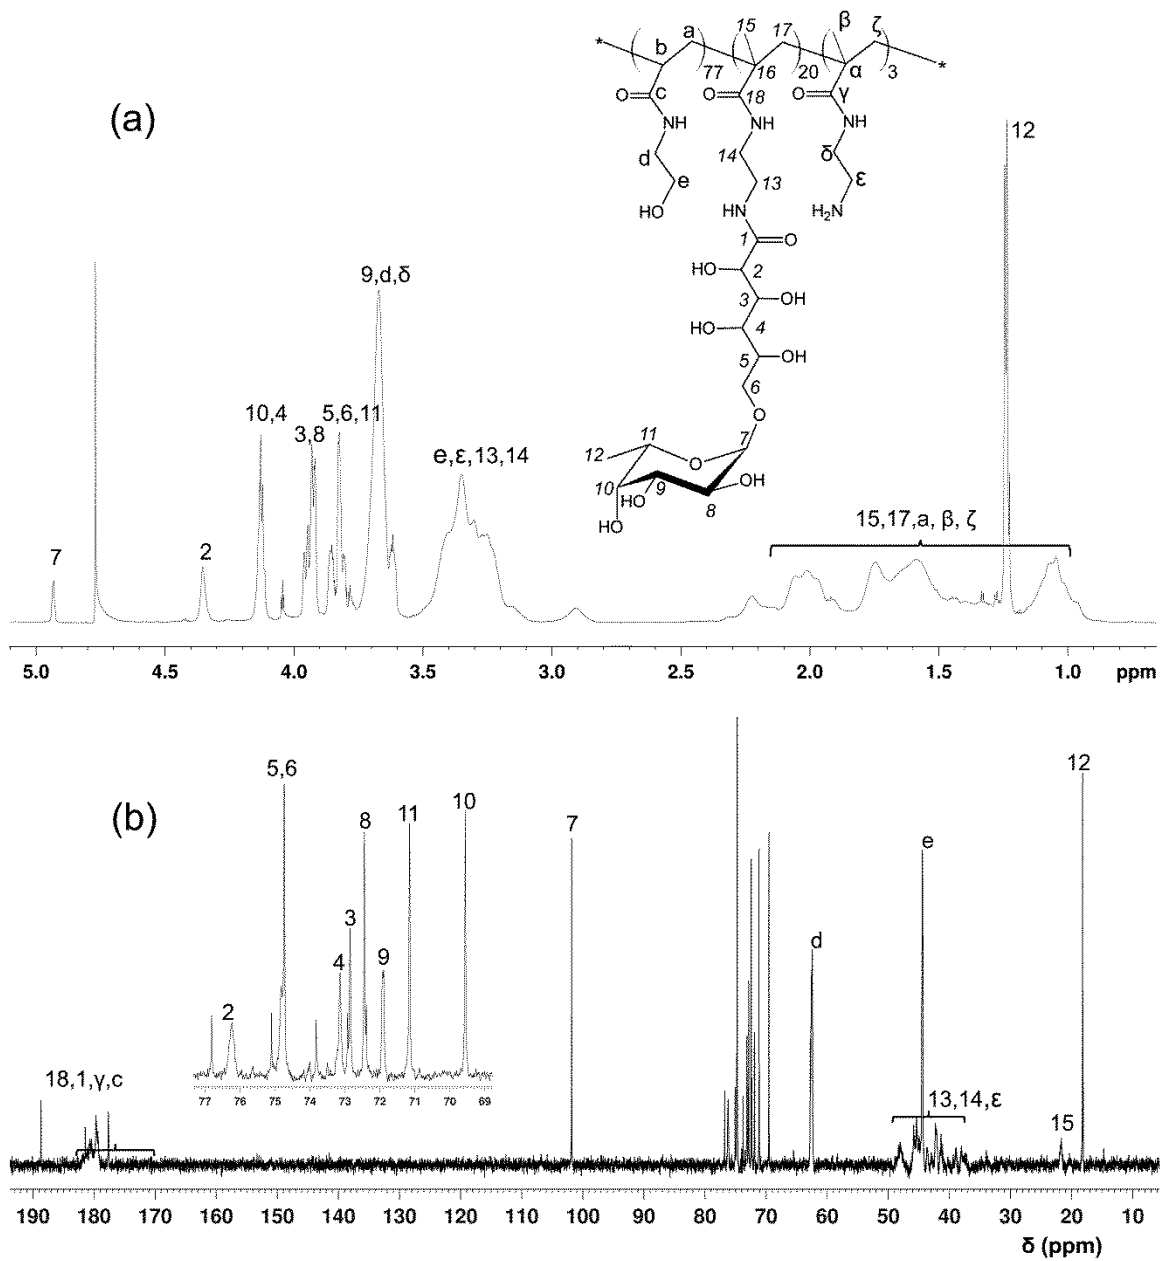 (a)
* b a 77 15 16 17 20 β α ζ 3 *
O c NH
O 18 NH
O γ NH
d e HO
14 13
δ ε H₂N
HN 1 O
HO 2
3 OH
HO 4
5 OH
6
O
7
12 11 O
10 9 8 OH
HO
HO
12
9,d,δ
10,4
3,8
5,6,11
e,ε,13,14
7
2
15,17,a, β, ζ
5.0 4.5 4.0 3.5 3.0 2.5 2.0 1.5 1.0 ppm
(b)
5,6
2
4
3
8
9
11
10
77 76 75 74 73 72 71 70 69
7
12
e
d
18,1,γ,c
13,14,ε
15
190 180 170 160 150 140 130 120 110 100 90 80 70 60 50 40 30 20 10
δ (ppm)